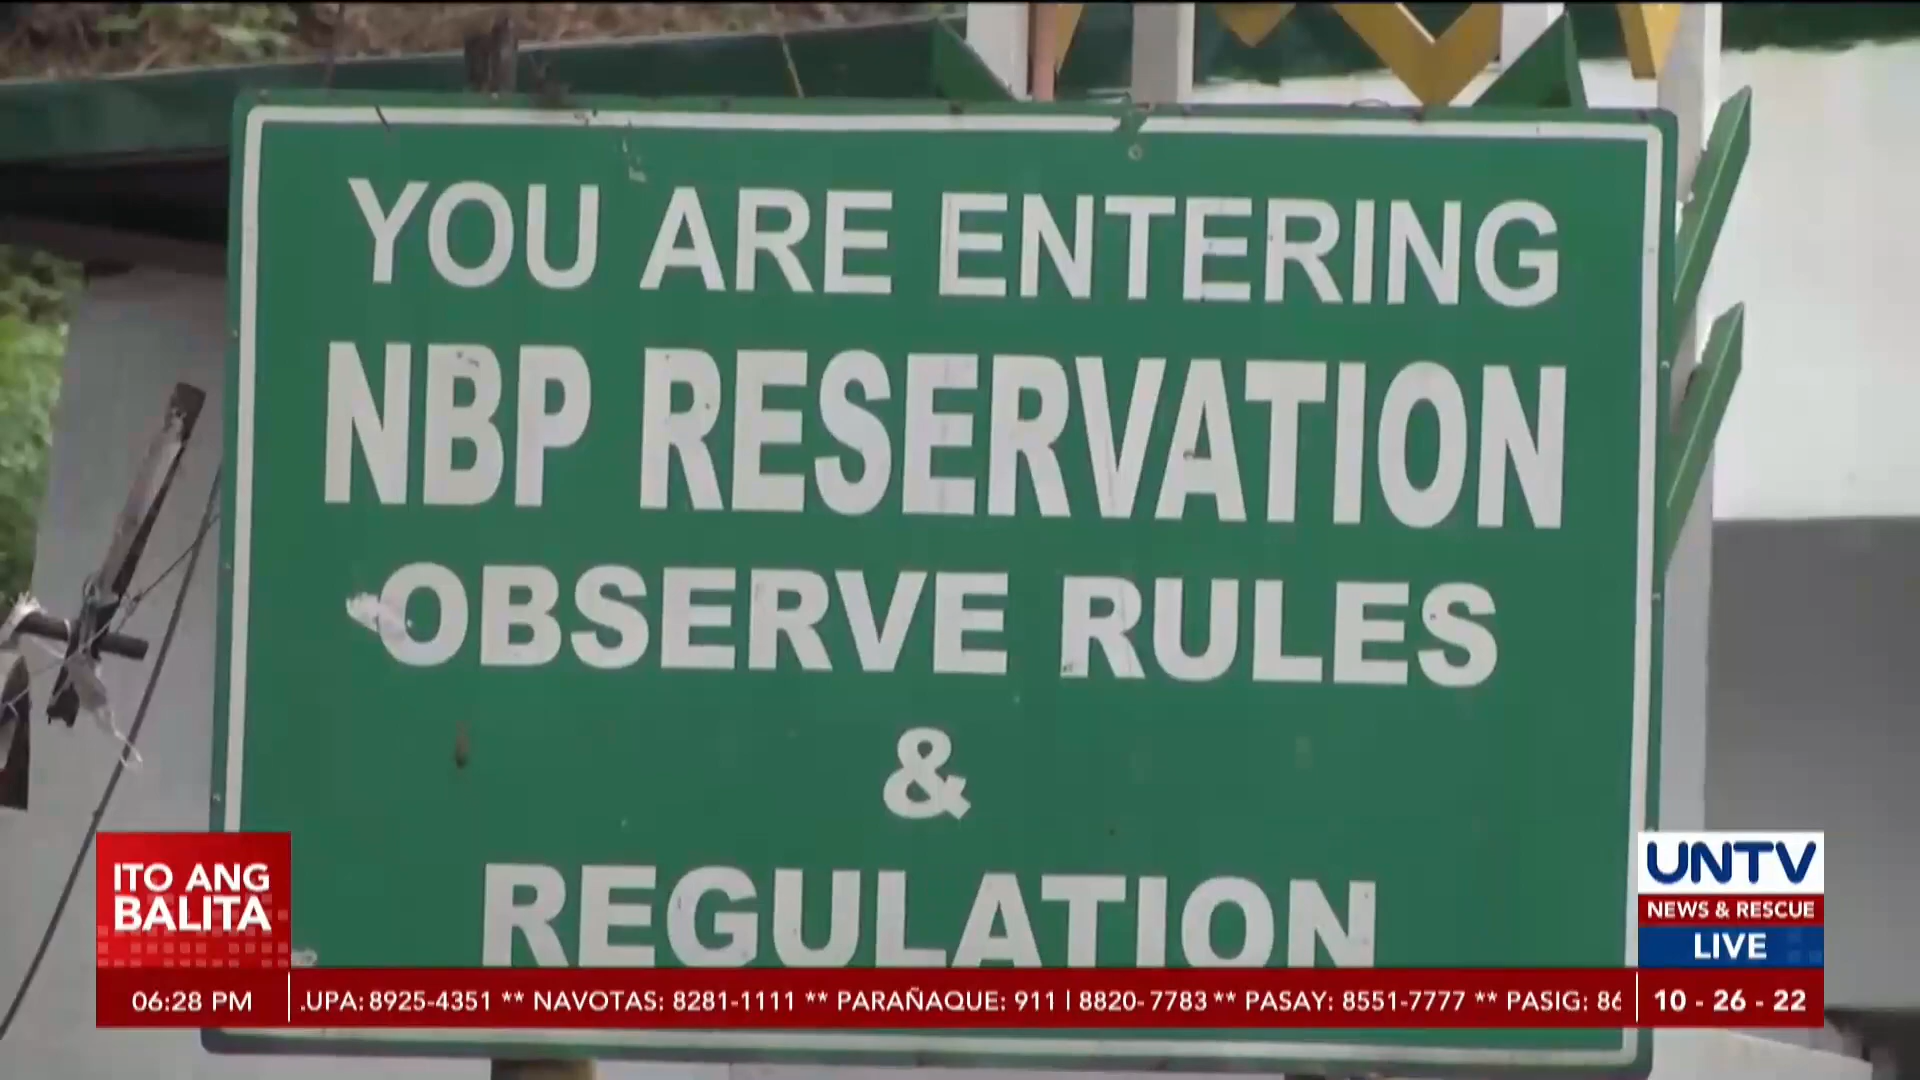 YOU ARE ENTERING
NBP RESERVATION
OBSERVE RULES
&
REGULATION
ITO ANG
BALITA
UNTV
NEWS & RESCUE
LIVE
06:28 PM
.UPA: 8925-4351 ** NAVOTAS: 8281-1111 ** PARAÑAQUE: 911 | 8820-7783 ** PASAY: 8551-7777 ** PASIG: 86
10 - 26 - 22